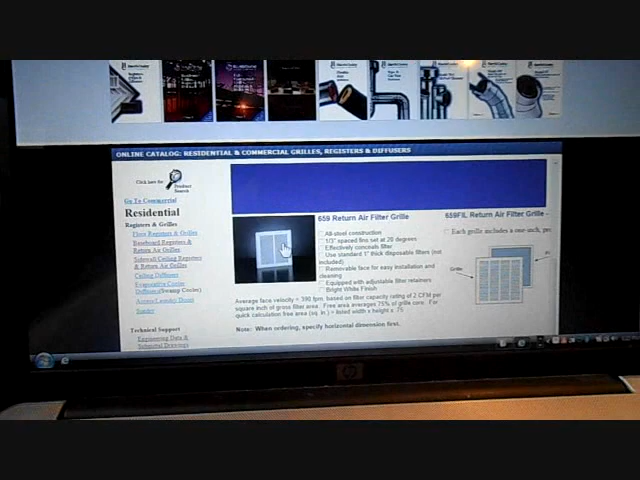 ONLINE CATALOG: RESIDENTIAL & COMMERCIAL GRILLES, REGISTERS & DIFFUSERS
Click here for
Product
Search
Go To Commercial
Residential
Registers & Grilles
Floor Registers & Grilles
Baseboard Registers &
Return Air Grilles
Sidewall/Ceiling Registers
& Return Air Grilles
Ceiling Diffusers
Evaporative Cooler
Diffusers (Swamp Cooler)
Access/Laundry Doors
Technical Support
Engineering Data &
Submittal Drawings
659 Return Air Filter Grille
All-steel construction
1/3" spaced fins set at 20 degrees
Effectively conceals filter
Use standard 1" thick disposable filters (not
included)
Removable face for easy installation and
cleaning
Equipped with adjustable filter retainers
Bright White Finish
Average face velocity = 390 fpm, based on filter capacity rating of 2 CFM per
square inch of gross filter area. Free area averages 75% of grille core. For
quick calculation free area (sq. in.) = listed width x height x .75
Note: When ordering, specify horizontal dimension first.
659FIL Return Air Filter Grille -
Each grille includes a one-inch, per
Grille
hp